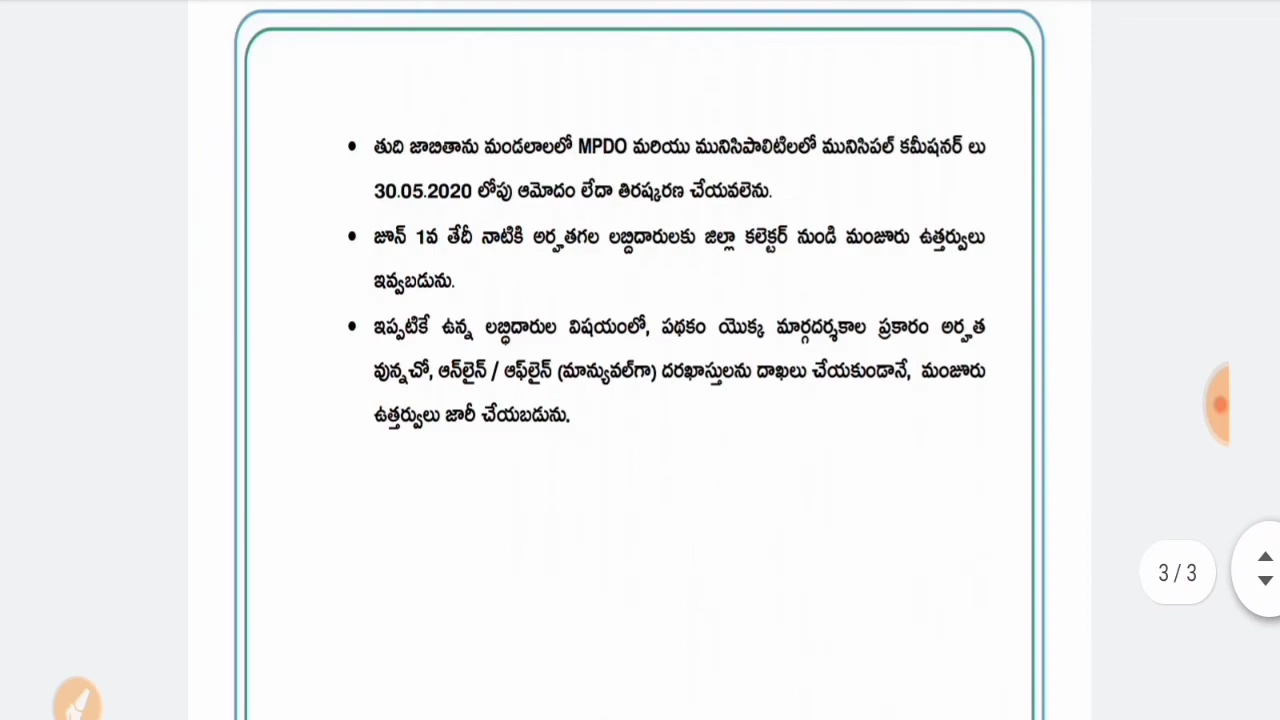 • తుది జాబితాను మండలాలలో MPDO మరియు మునిసిపాలిటిలలో మునిసిపల్ కమీషనర్ లు
30.05.2020 లోపు ఆమోదం లేదా తిరష్కరణ చేయవలెను.
• జూన్ 1వ తేదీ నాటికి అర్హతగల లబ్దిదారులకు జిల్లా కలెక్టర్ నుండి మంజూరు ఉత్తర్వులు
ఇవ్వబడును.
• ఇప్పటికే ఉన్న లబ్ధిదారుల విషయంలో, పథకం యొక్క మార్గదర్శకాల ప్రకారం అర్హత
వున్నచో, ఆన్‌లైన్ / ఆఫ్‌లైన్ (మాన్యువల్‌గా) దరఖాస్తులను దాఖలు చేయకుండానే, మంజూరు
ఉత్తర్వులు జారీ చేయబడును.
3 / 3